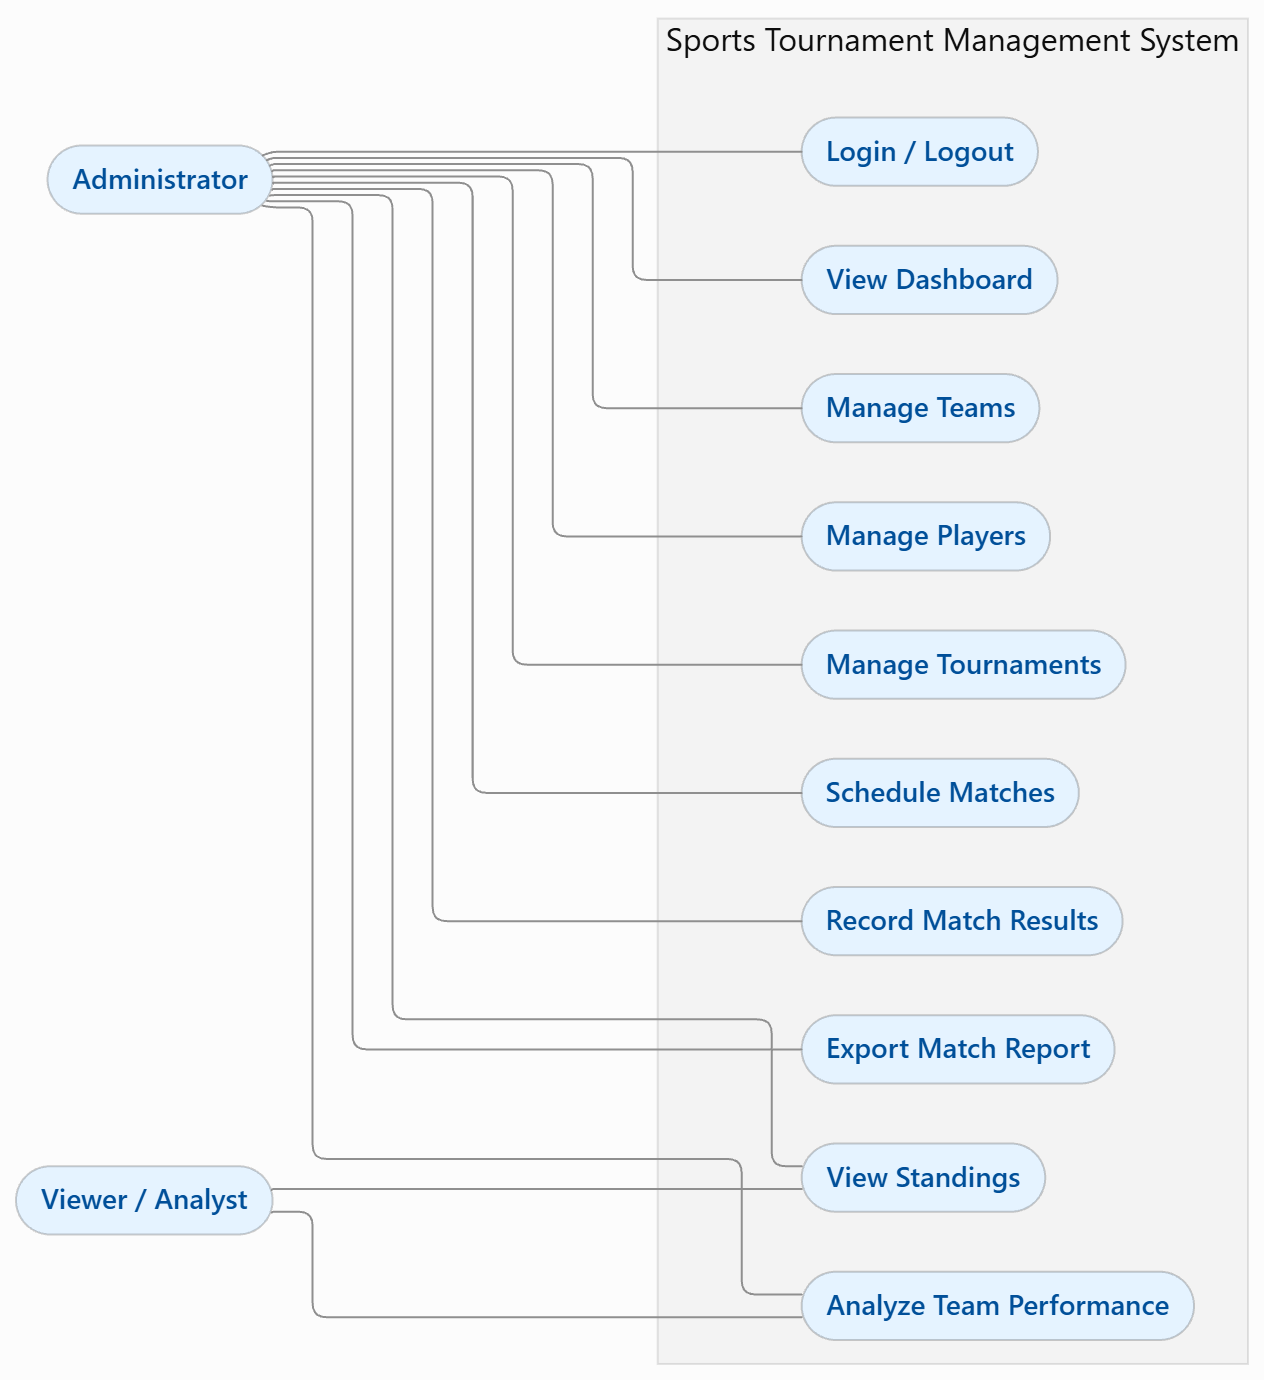 Sports Tournament Management System
Administrator
Login / Logout
View Dashboard
Manage Teams
Manage Players
Manage Tournaments
Schedule Matches
Record Match Results
Export Match Report
View Standings
Viewer / Analyst
Analyze Team Performance